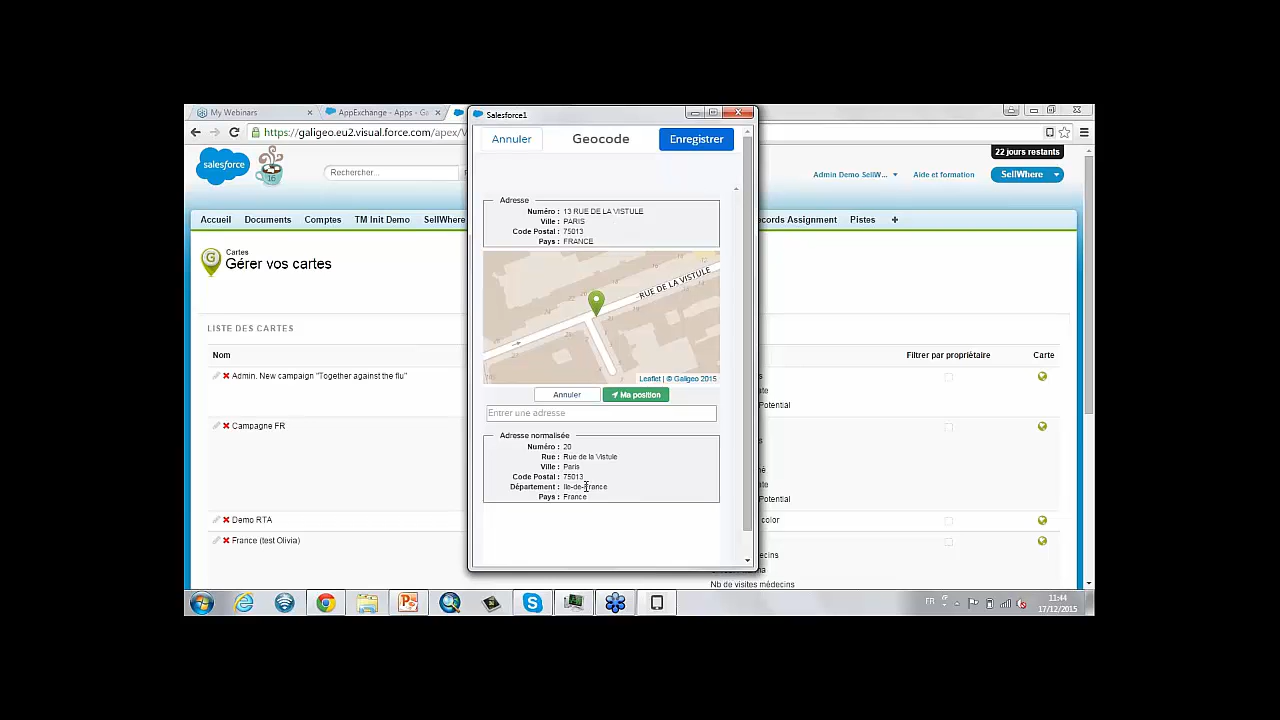 My Webinars
AppExchange - Apps - Ga
https://galigeo.eu2.visual.force.com/apex/
22 jours restants
salesforce
16
Rechercher...
Admin Demo SellW...
Aide et formation
SellWhere
Accueil
Documents
Comptes
TM Init Demo
SellWhere
ecords Assignment
Pistes
+
Cartes
Gérer vos cartes
LISTE DES CARTES
Nom
Filtrer par propriétaire
Carte
Admin. New campaign "Together against the flu"
Potential
Campagne FR
Potential
Demo RTA
color
France (test Olivia)
Nb de visites médecins
Salesforce1
Annuler
Geocode
Enregistrer
Adresse
Numéro : 13 RUE DE LA VISTULE
Ville : PARIS
Code Postal : 75013
Pays : FRANCE
RUE DE LA VISTULE
Leaflet | © Galigeo 2015
Annuler
Ma position
Entrer une adresse
Adresse normalisée
Numéro : 20
Rue : Rue de la Vistule
Ville : Paris
Code Postal : 75013
Département : Ile-de-France
Pays : France
FR
11:44
17/12/2015